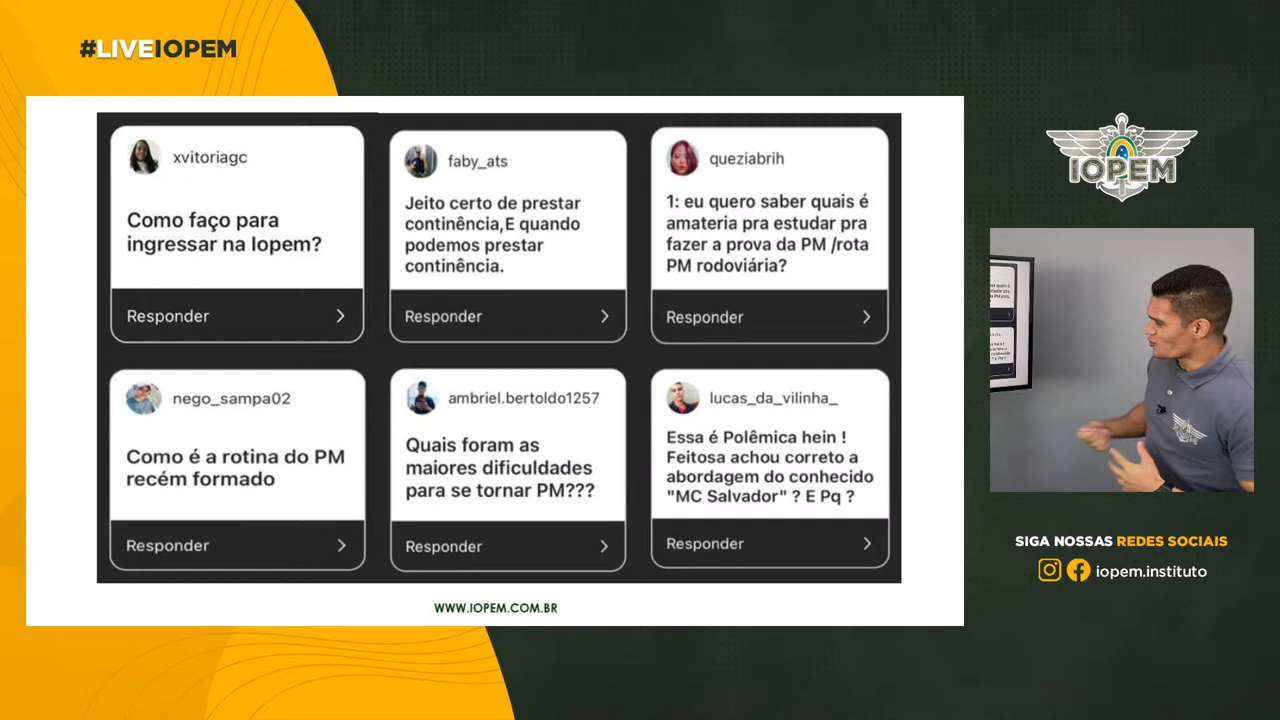 #LIVEIOPEM
xvitoriagc
Como faço para
ingressar na Iopem?
Responder
faby_ats
Jeito certo de prestar
continência,E quando
podemos prestar
continência.
Responder
queziabrih
1: eu quero saber quais é
amateria pra estudar pra
fazer a prova da PM /rota
PM rodoviária?
Responder
nego_sampa02
Como é a rotina do PM
recém formado
Responder
ambriel.bertoldo1257
Quais foram as
maiores dificuldades
para se tornar PM???
Responder
lucas_da_vilinha_
Essa é Polêmica hein !
Feitosa achou correto a
abordagem do conhecido
"MC Salvador" ? E Pq ?
Responder
WWW.IOPEM.COM.BR
IOPEM
SIGA NOSSAS REDES SOCIAIS
iopem.instituto